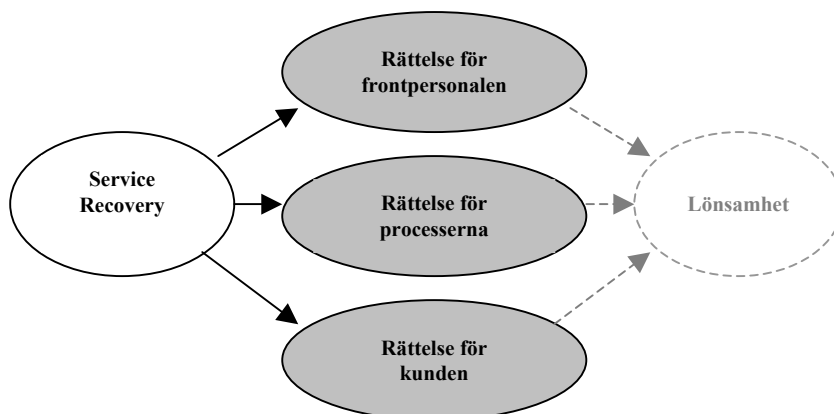 Rättelse för
frontpersonalen
Service
Recovery
Rättelse för
processerna
Lönsamhet
Rättelse för
kunden